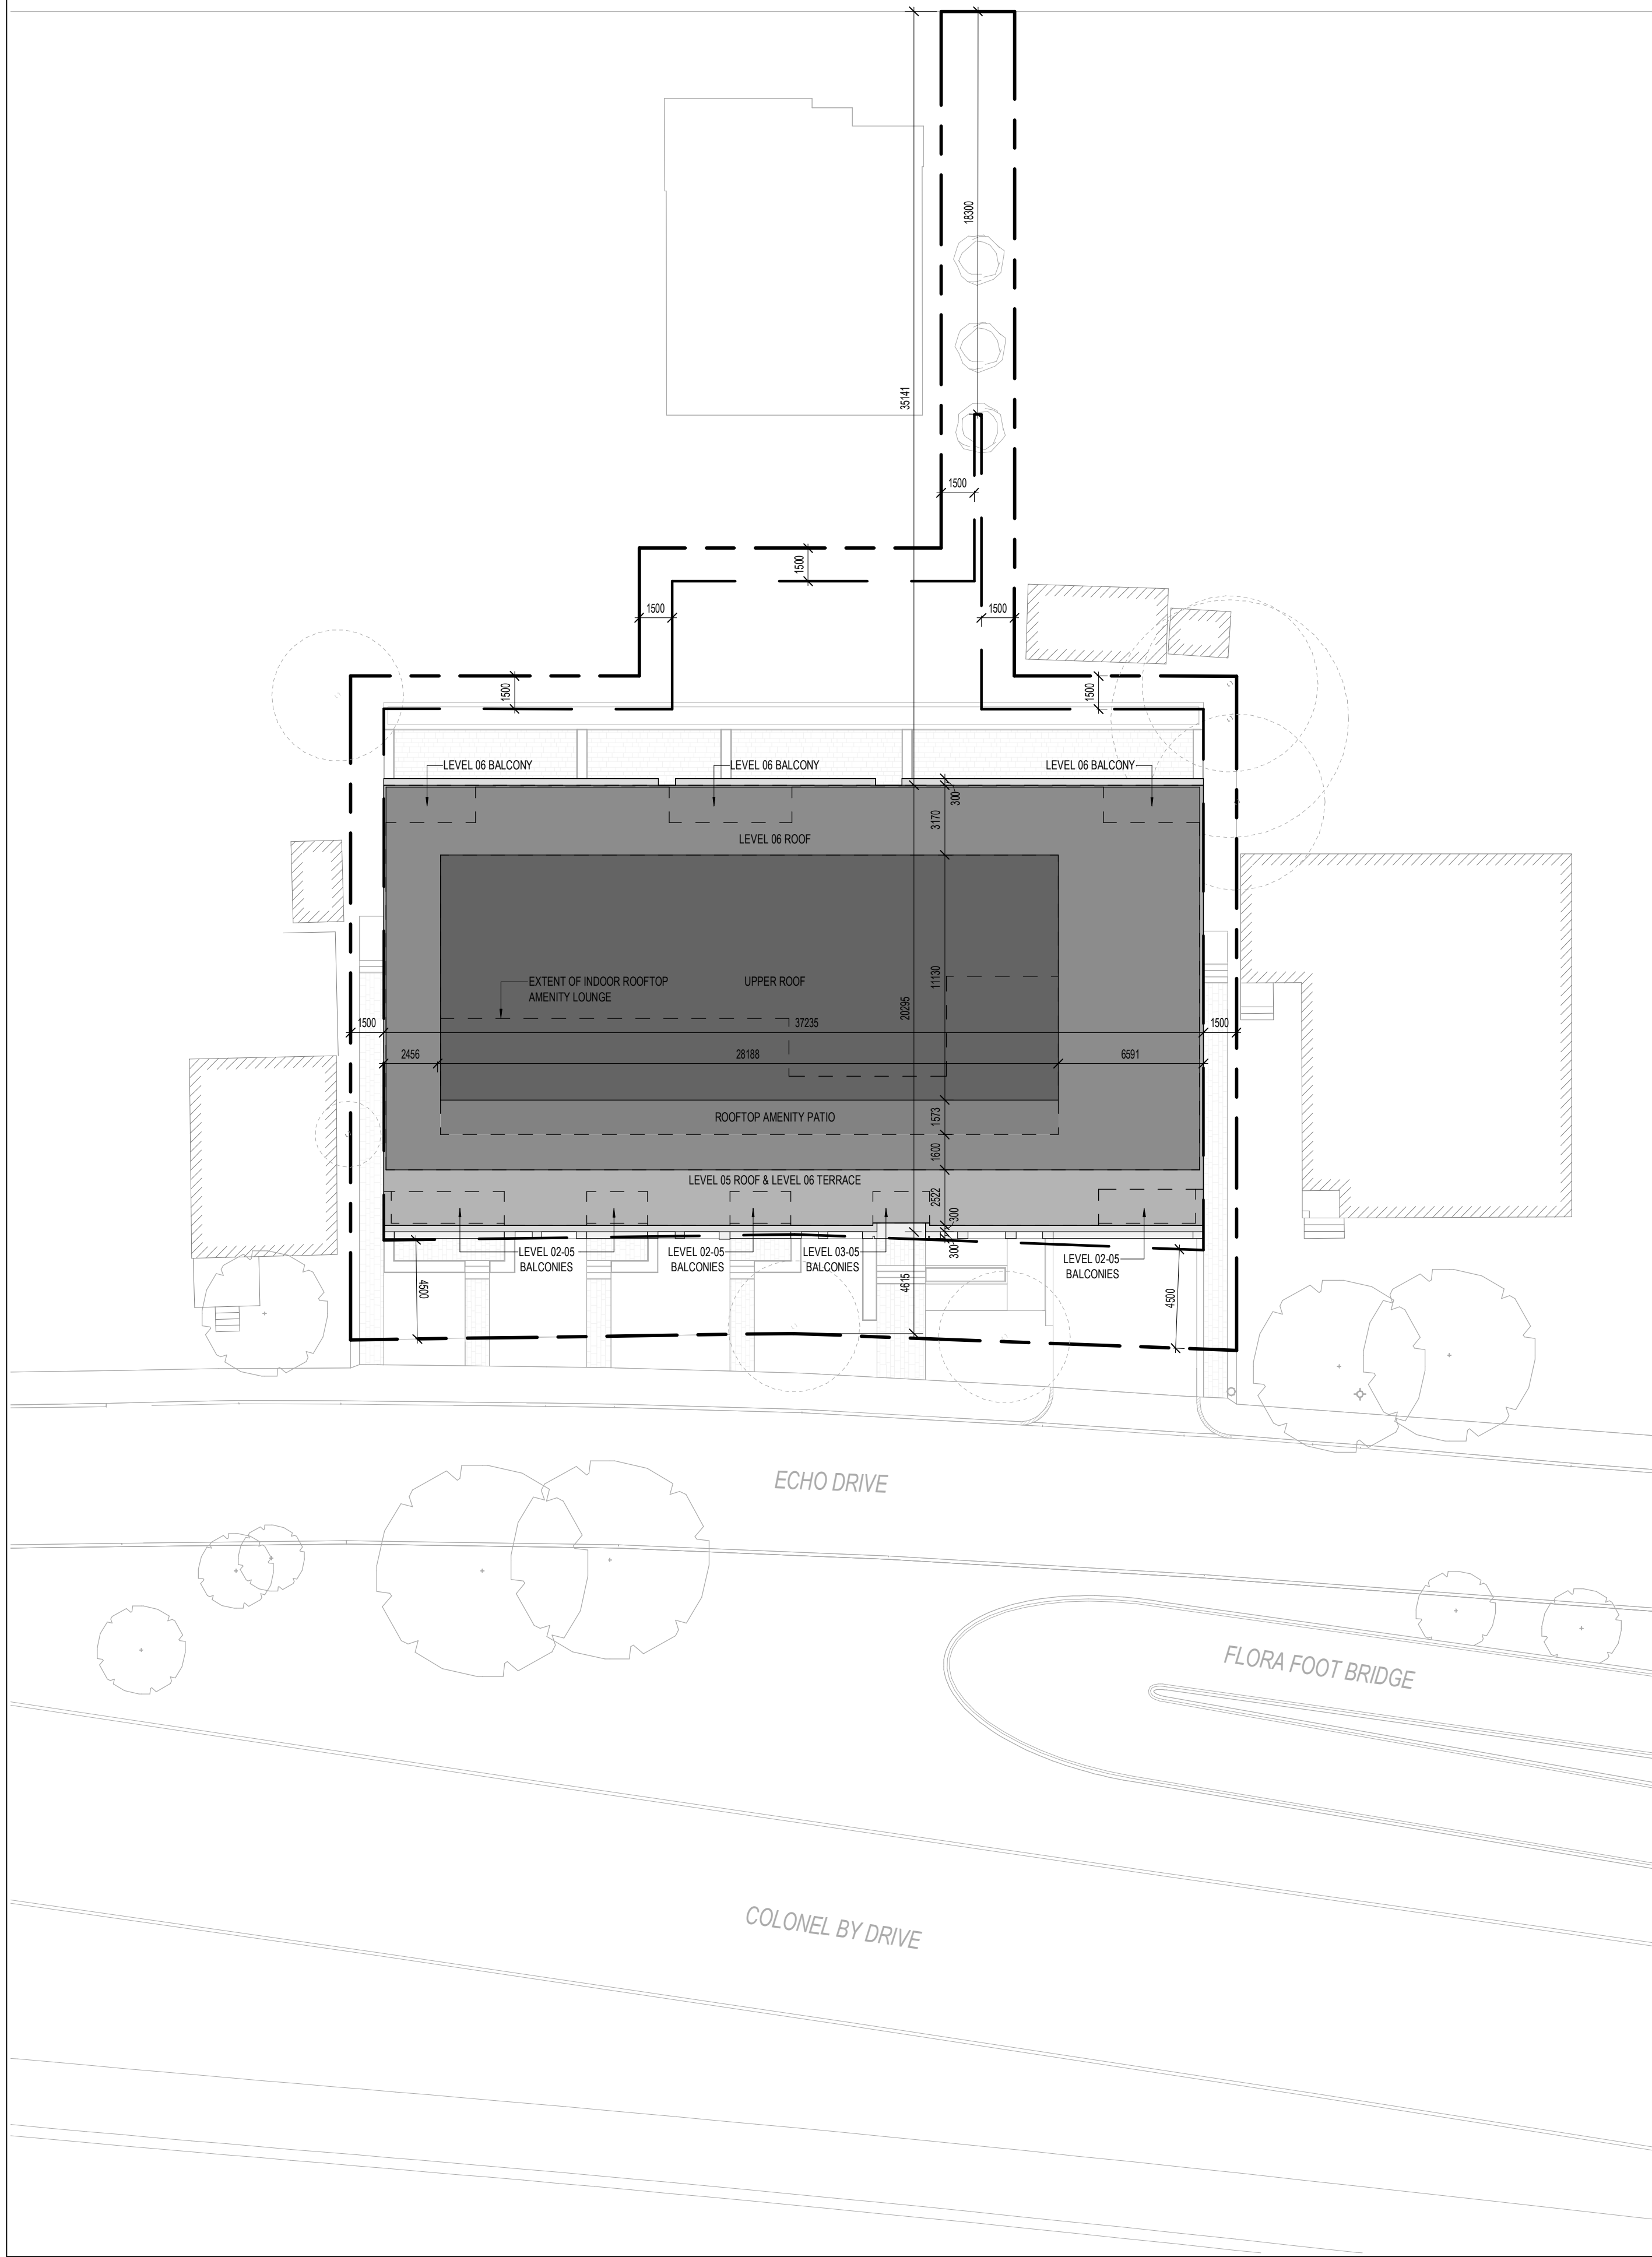 18300
35141
1500
1500
1500
1500
1500
1500
LEVEL 06 BALCONY
LEVEL 06 BALCONY
LEVEL 06 BALCONY
300
3170
LEVEL 06 ROOF
EXTENT OF INDOOR ROOFTOP
AMENITY LOUNGE
UPPER ROOF
11130
20295
1500
37235
1500
2456
28188
6591
ROOFTOP AMENITY PATIO
1573
1600
LEVEL 05 ROOF & LEVEL 06 TERRACE
2522
300
300
LEVEL 02-05
BALCONIES
LEVEL 02-05
BALCONIES
LEVEL 03-05
BALCONIES
LEVEL 02-05
BALCONIES
4500
4615
4500
ECHO DRIVE
FLORA FOOT BRIDGE
COLONEL BY DRIVE